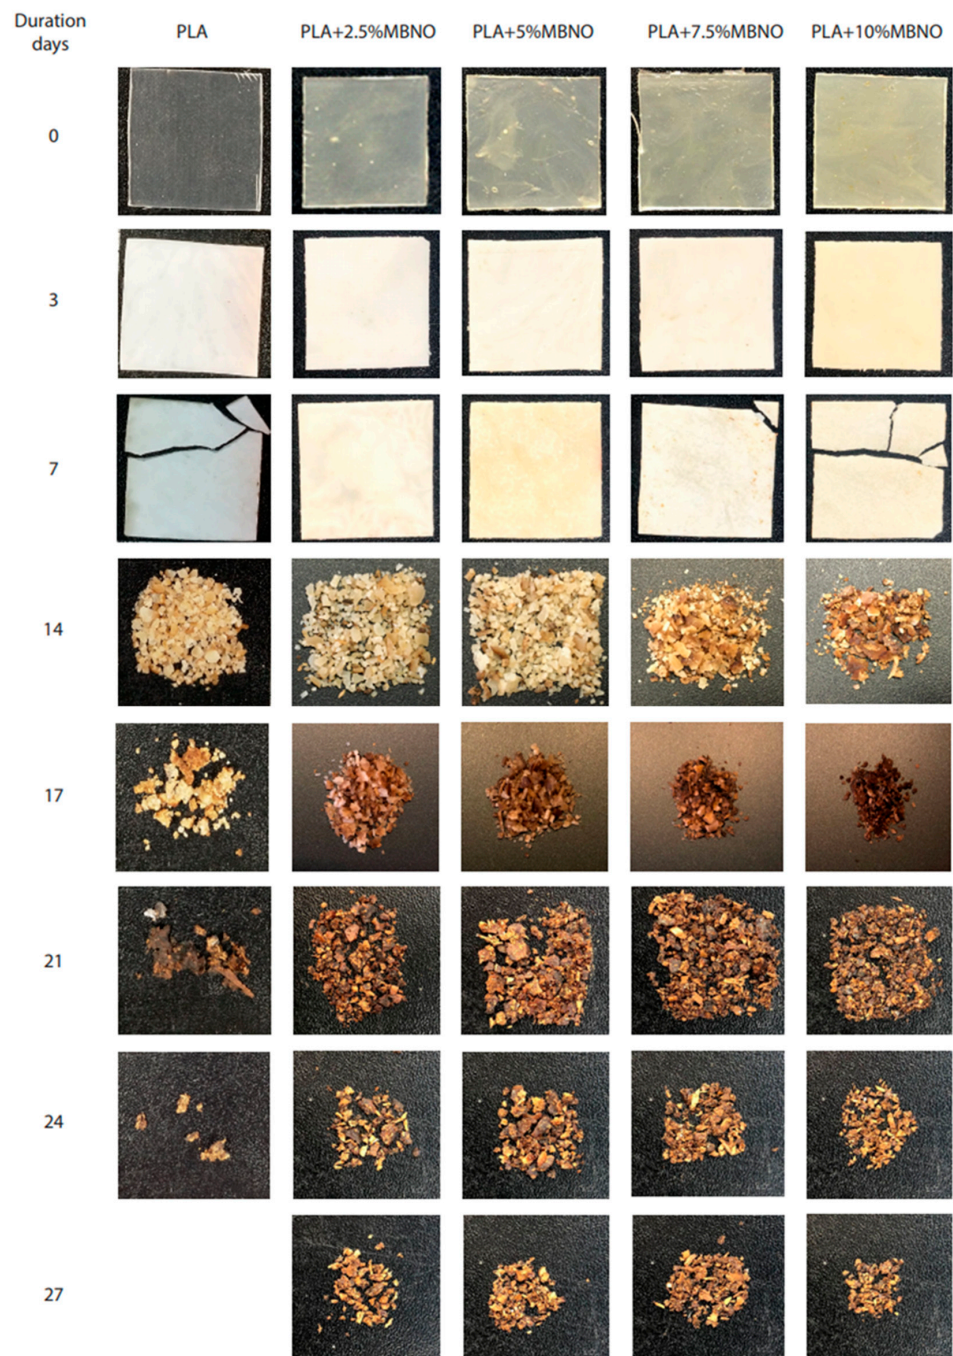 Duration
days
PLA
PLA+2.5%MBNO
PLA+5%MBNO
PLA+7.5%MBNO
PLA+10%MBNO
0
3
7
14
17
21
24
27